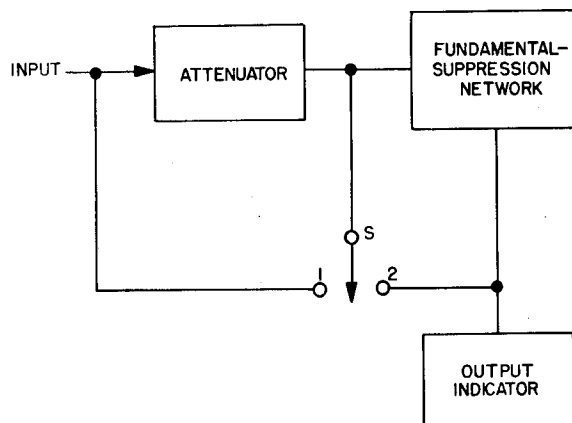 INPUT
ATTENUATOR
FUNDAMENTAL-
SUPPRESSION
NETWORK
S
1
2
OUTPUT
INDICATOR